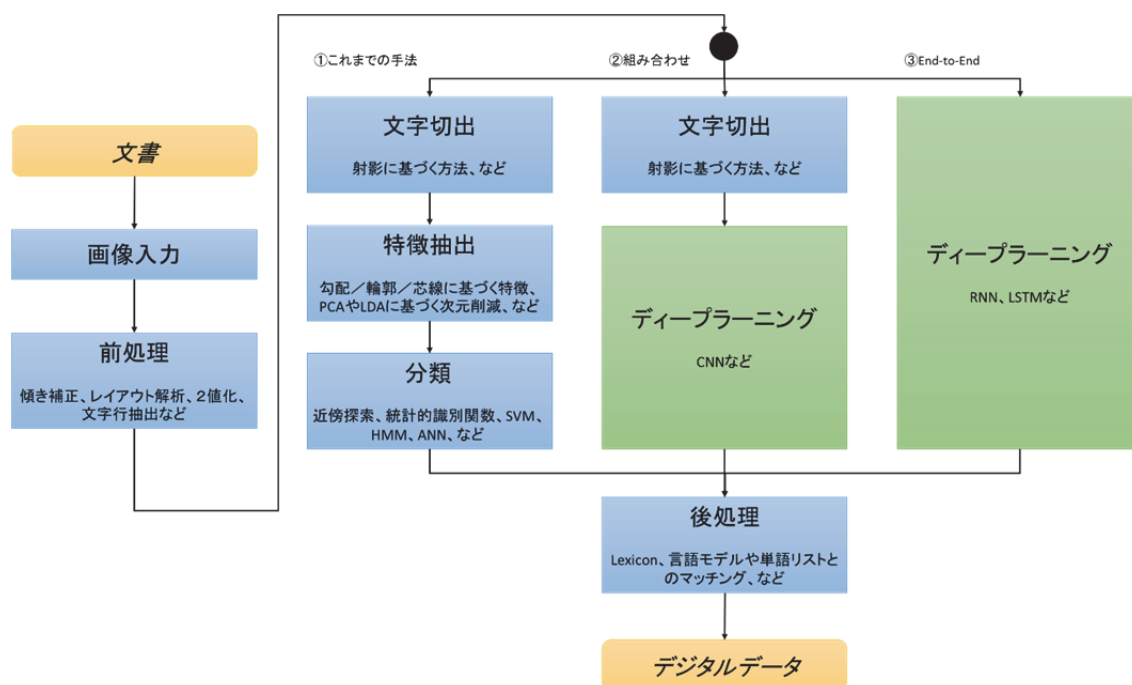 文書
画像入力
前処理
傾き補正、レイアウト解析、２値化、
文字行抽出など
①これまでの手法
文字切出
射影に基づく方法、など
特徴抽出
勾配／輪郭／芯線に基づく特徴、
PCAやLDAに基づく次元削減、など
分類
近傍探索、統計的識別関数、SVM、
HMM、ANN、など
②組み合わせ
文字切出
射影に基づく方法、など
ディープラーニング
CNNなど
③End-to-End
ディープラーニング
RNN、LSTMなど
後処理
Lexicon、言語モデルや単語リストと
のマッチング、など
デジタルデータ